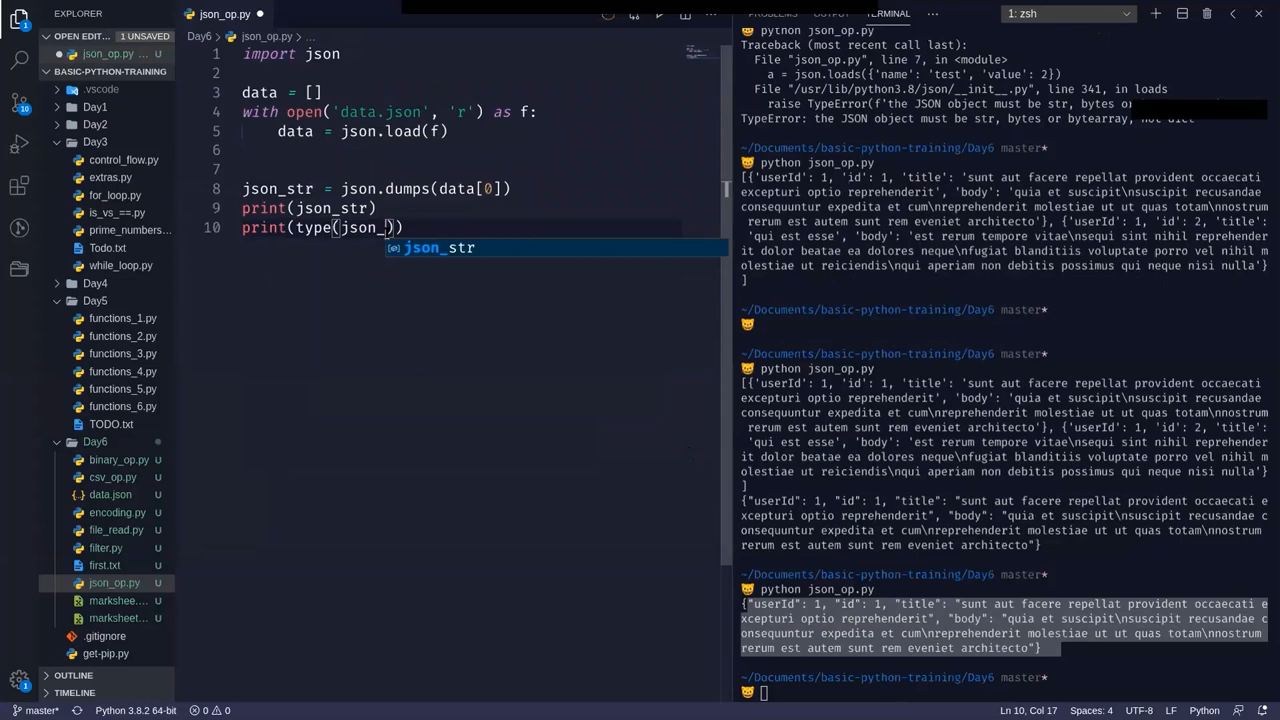 EXPLORER
OPEN EDIT... 1 UNSAVED
json_op.py ...
BASIC-PYTHON-TRAINING
.vscode
Day1
Day2
Day3
control_flow.py
extras.py
for_loop.py
is_vs_==.py
prime_numbers...
Todo.txt
while_loop.py
Day4
Day5
functions_1.py
functions_2.py
functions_3.py
functions_4.py
functions_5.py
functions_6.py
TODO.txt
Day6
binary_op.py U
csv_op.py U
data.json U
encoding.py U
file_read.py U
filter.py U
first.txt U
json_op.py U
markshee... U
marksheet... U
.gitignore
get-pip.py
OUTLINE
TIMELINE
1
10
1
json_op.py
Day6 > json_op.py > ...
1 import json
2
3 data = []
4 with open('data.json', 'r') as f:
5 data = json.load(f)
6
7
8 json_str = json.dumps(data[0])
9 print(json_str)
10 print(type(json_))
json_str
TERMINAL
1: zsh
python json_op.py
Traceback (most recent call last):
File "json_op.py", line 7, in <module>
a = json.loads({'name': 'test', 'value': 2})
File "/usr/lib/python3.8/json/__init__.py", line 341, in loads
raise TypeError(f'the JSON object must be str, bytes or
TypeError: the JSON object must be str, bytes or bytearray, not dict
~/Documents/basic-python-training/Day6 master*
python json_op.py
[{'userId': 1, 'id': 1, 'title': 'sunt aut facere repellat provident occaecati
excepturi optio reprehenderit', 'body': 'quia et suscipit\nsuscipit recusandae
consequuntur expedita et cum\nreprehenderit molestiae ut ut quas totam\nnostrum
rerum est autem sunt rem eveniet architecto'}, {'userId': 1, 'id': 2, 'title':
'qui est esse', 'body': 'est rerum tempore vitae\nsequi sint nihil reprehender
it dolor beatae ea dolores neque\nfugiat blanditiis voluptate porro vel nihil m
olestiae ut reiciendis\nqui aperiam non debitis possimus qui neque nisi nulla'}
]
~/Documents/basic-python-training/Day6 master*
~/Documents/basic-python-training/Day6 master*
python json_op.py
[{'userId': 1, 'id': 1, 'title': 'sunt aut facere repellat provident occaecati
excepturi optio reprehenderit', 'body': 'quia et suscipit\nsuscipit recusandae
consequuntur expedita et cum\nreprehenderit molestiae ut ut quas totam\nnostrum
rerum est autem sunt rem eveniet architecto'}, {'userId': 1, 'id': 2, 'title':
'qui est esse', 'body': 'est rerum tempore vitae\nsequi sint nihil reprehender
it dolor beatae ea dolores neque\nfugiat blanditiis voluptate porro vel nihil m
olestiae ut reiciendis\nqui aperiam non debitis possimus qui neque nisi nulla'}
]
{"userId": 1, "id": 1, "title": "sunt aut facere repellat provident occaecati e
xcepturi optio reprehenderit", "body": "quia et suscipit\nsuscipit recusandae c
onsequuntur expedita et cum\nreprehenderit molestiae ut ut quas totam\nnostrum
rerum est autem sunt rem eveniet architecto"}
~/Documents/basic-python-training/Day6 master*
python json_op.py
{"userId": 1, "id": 1, "title": "sunt aut facere repellat provident occaecati e
xcepturi optio reprehenderit", "body": "quia et suscipit\nsuscipit recusandae c
onsequuntur expedita et cum\nreprehenderit molestiae ut ut quas totam\nnostrum
rerum est autem sunt rem eveniet architecto"}
~/Documents/basic-python-training/Day6 master*
master* Python 3.8.2 64-bit 0 0 Ln 10, Col 17 Spaces: 4 UTF-8 LF Python